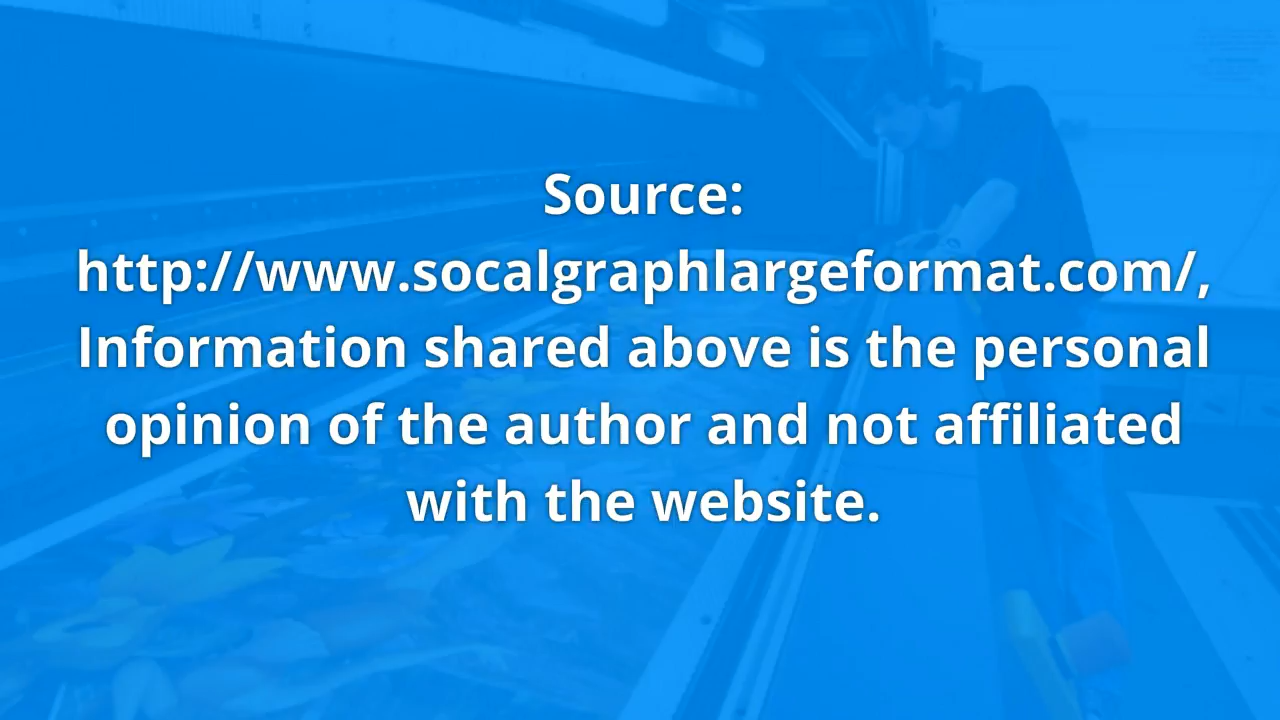 Source:
http://www.socalgraphlargeformat.com/,
Information shared above is the personal
opinion of the author and not affiliated
with the website.